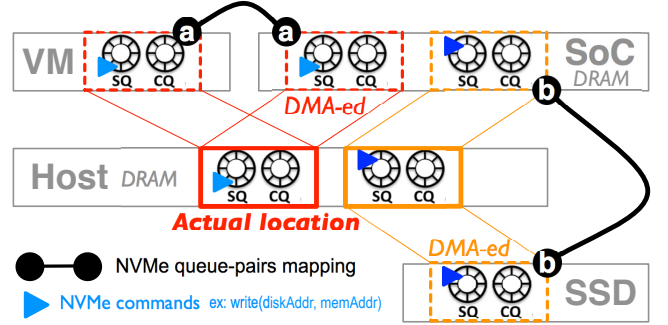 a a
VM SQ CQ SQ CQ SQ CQ SoC
DRAM
DMA-ed
b
Host DRAM SQ CQ SQ CQ
Actual location
DMA-ed
NVMe queue-pairs mapping
b
NVMe commands ex: write(diskAddr, memAddr)
SQ CQ SSD